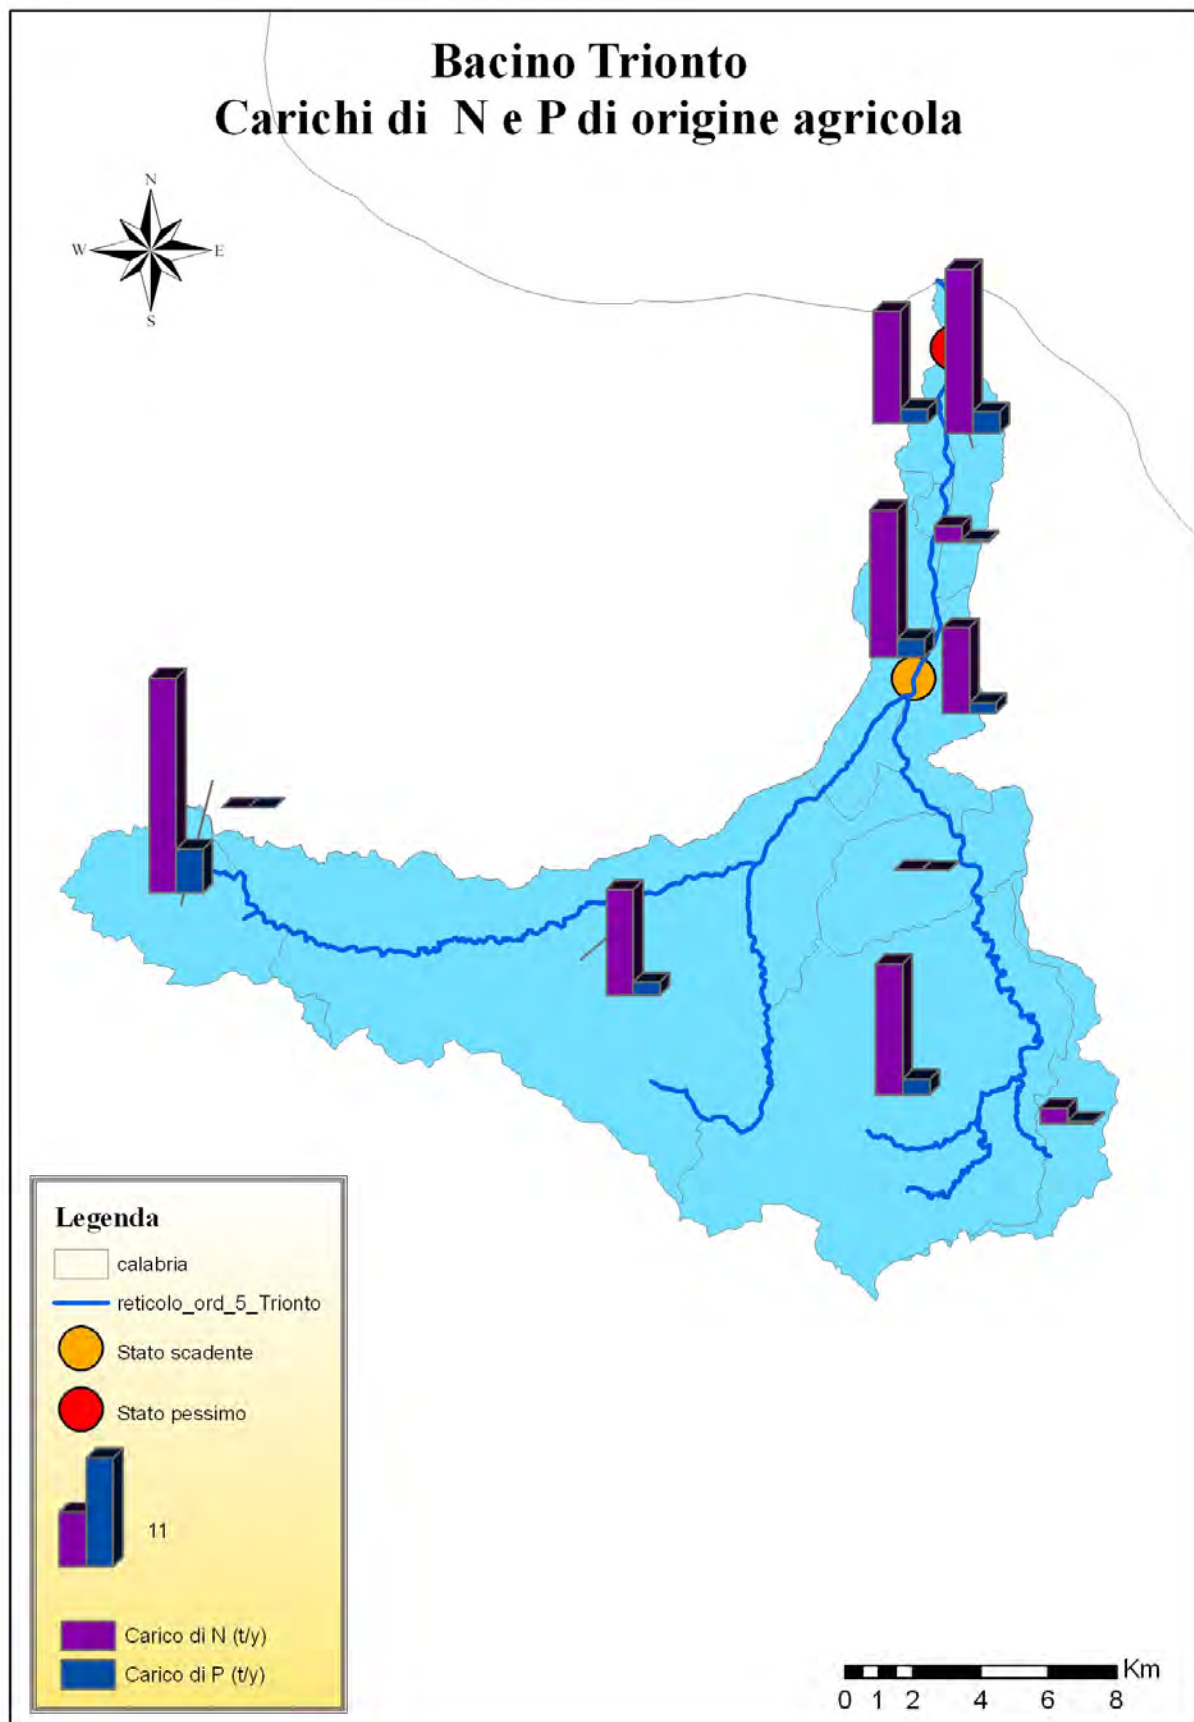 Bacino Trionto
Carichi di N e P di origine agricola
N
W E
S
Legenda
calabria
reticolo_ord_5_Trionto
Stato scadente
Stato pessimo
11
Carico di N (t/y)
Carico di P (t/y)
Km
0 1 2 4 6 8